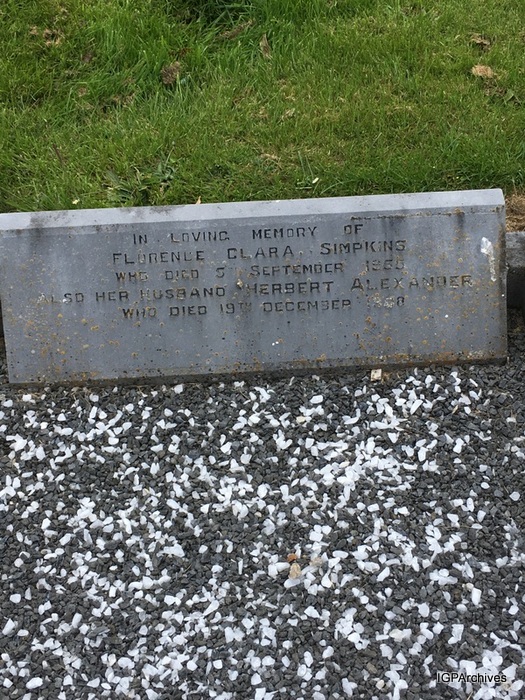 IN LOVING MEMORY OF
FLORENCE CLARA SIMPKINS
WHO DIED SEPTEMBER
ALSO HER HUSBAND HERBERT ALEXANDER
WHO DIED 19TH DECEMBER
IGPArchives